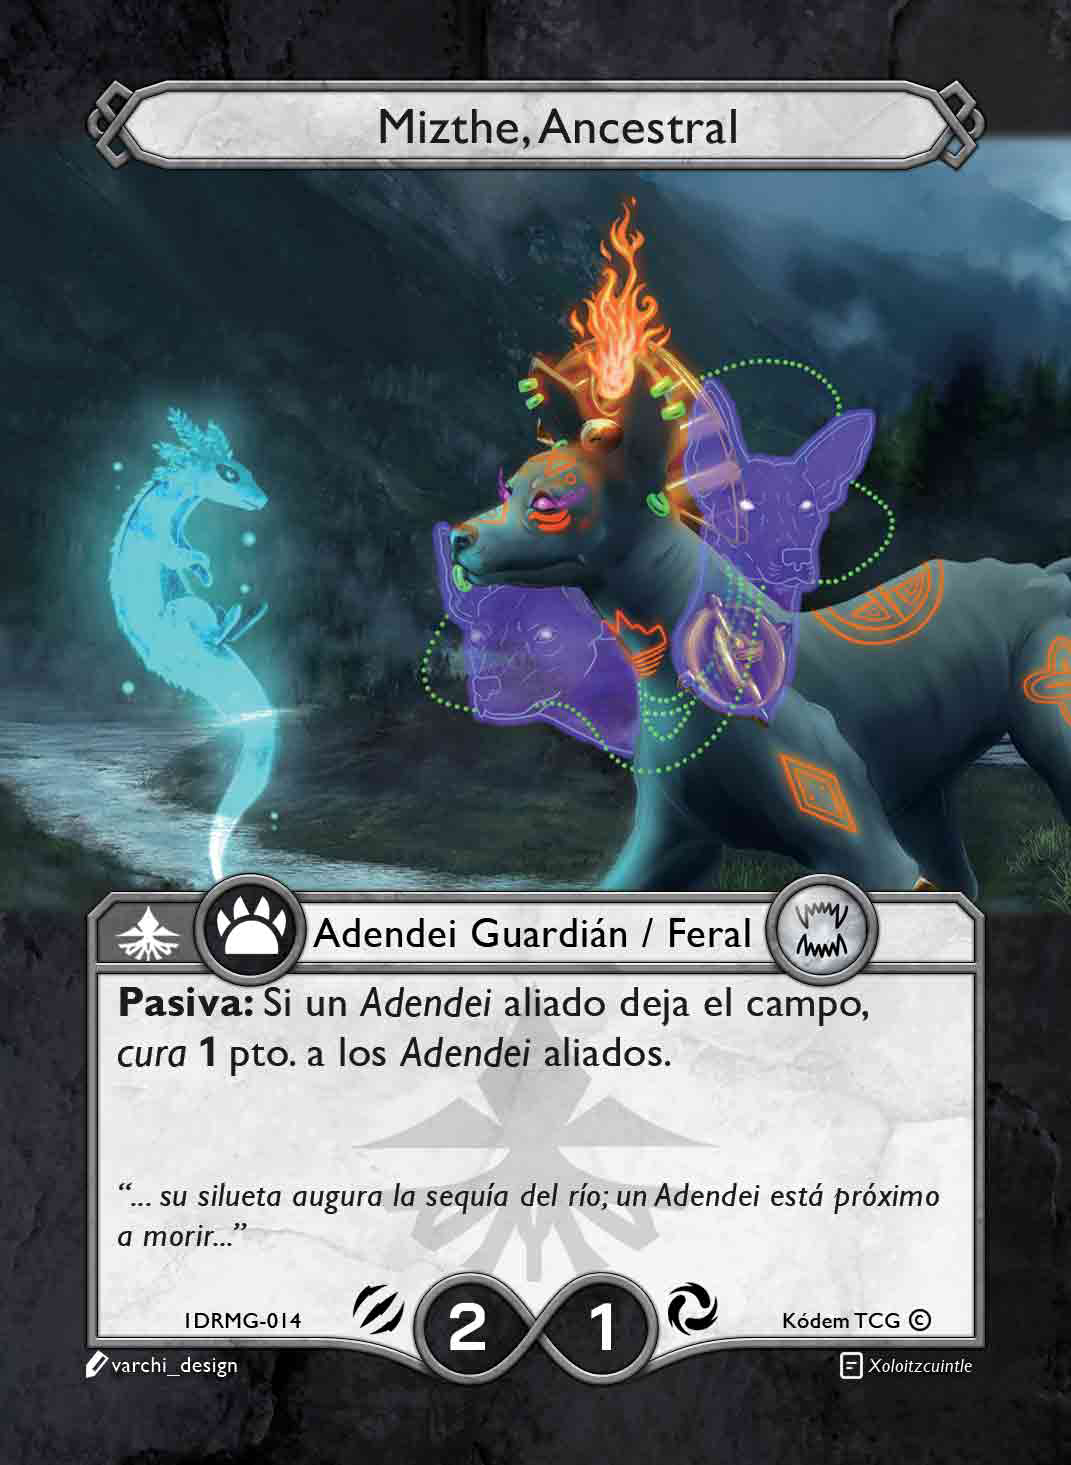 Mizthe, Ancestral
Adendei Guardián / Feral
Pasiva: Si un Adendei aliado deja el campo,
cura 1 pto. a los Adendei aliados.
“... su silueta augura la sequía del río; un Adendei está próximo
a morir...”
1DRMG-014
2
1
Kódem TCG ©
varchi_design
Xoloitzcuintle